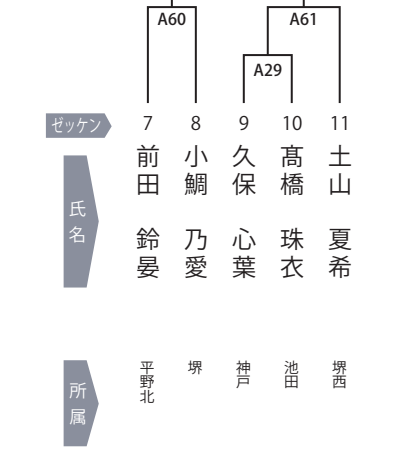 A60
A61
A29
ゼッケン
7 8 9 10 11
氏名
前田 鈴晏
小鯛 乃愛
久保 心葉
髙橋 珠衣
土山 夏希
所属
平野北
堺
神戸
池田
堺西